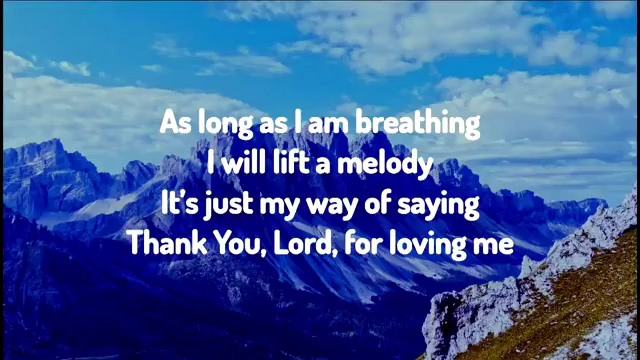 As long as I am breathing
I will lift a melody
It's just my way of saying
Thank You, Lord, for loving me